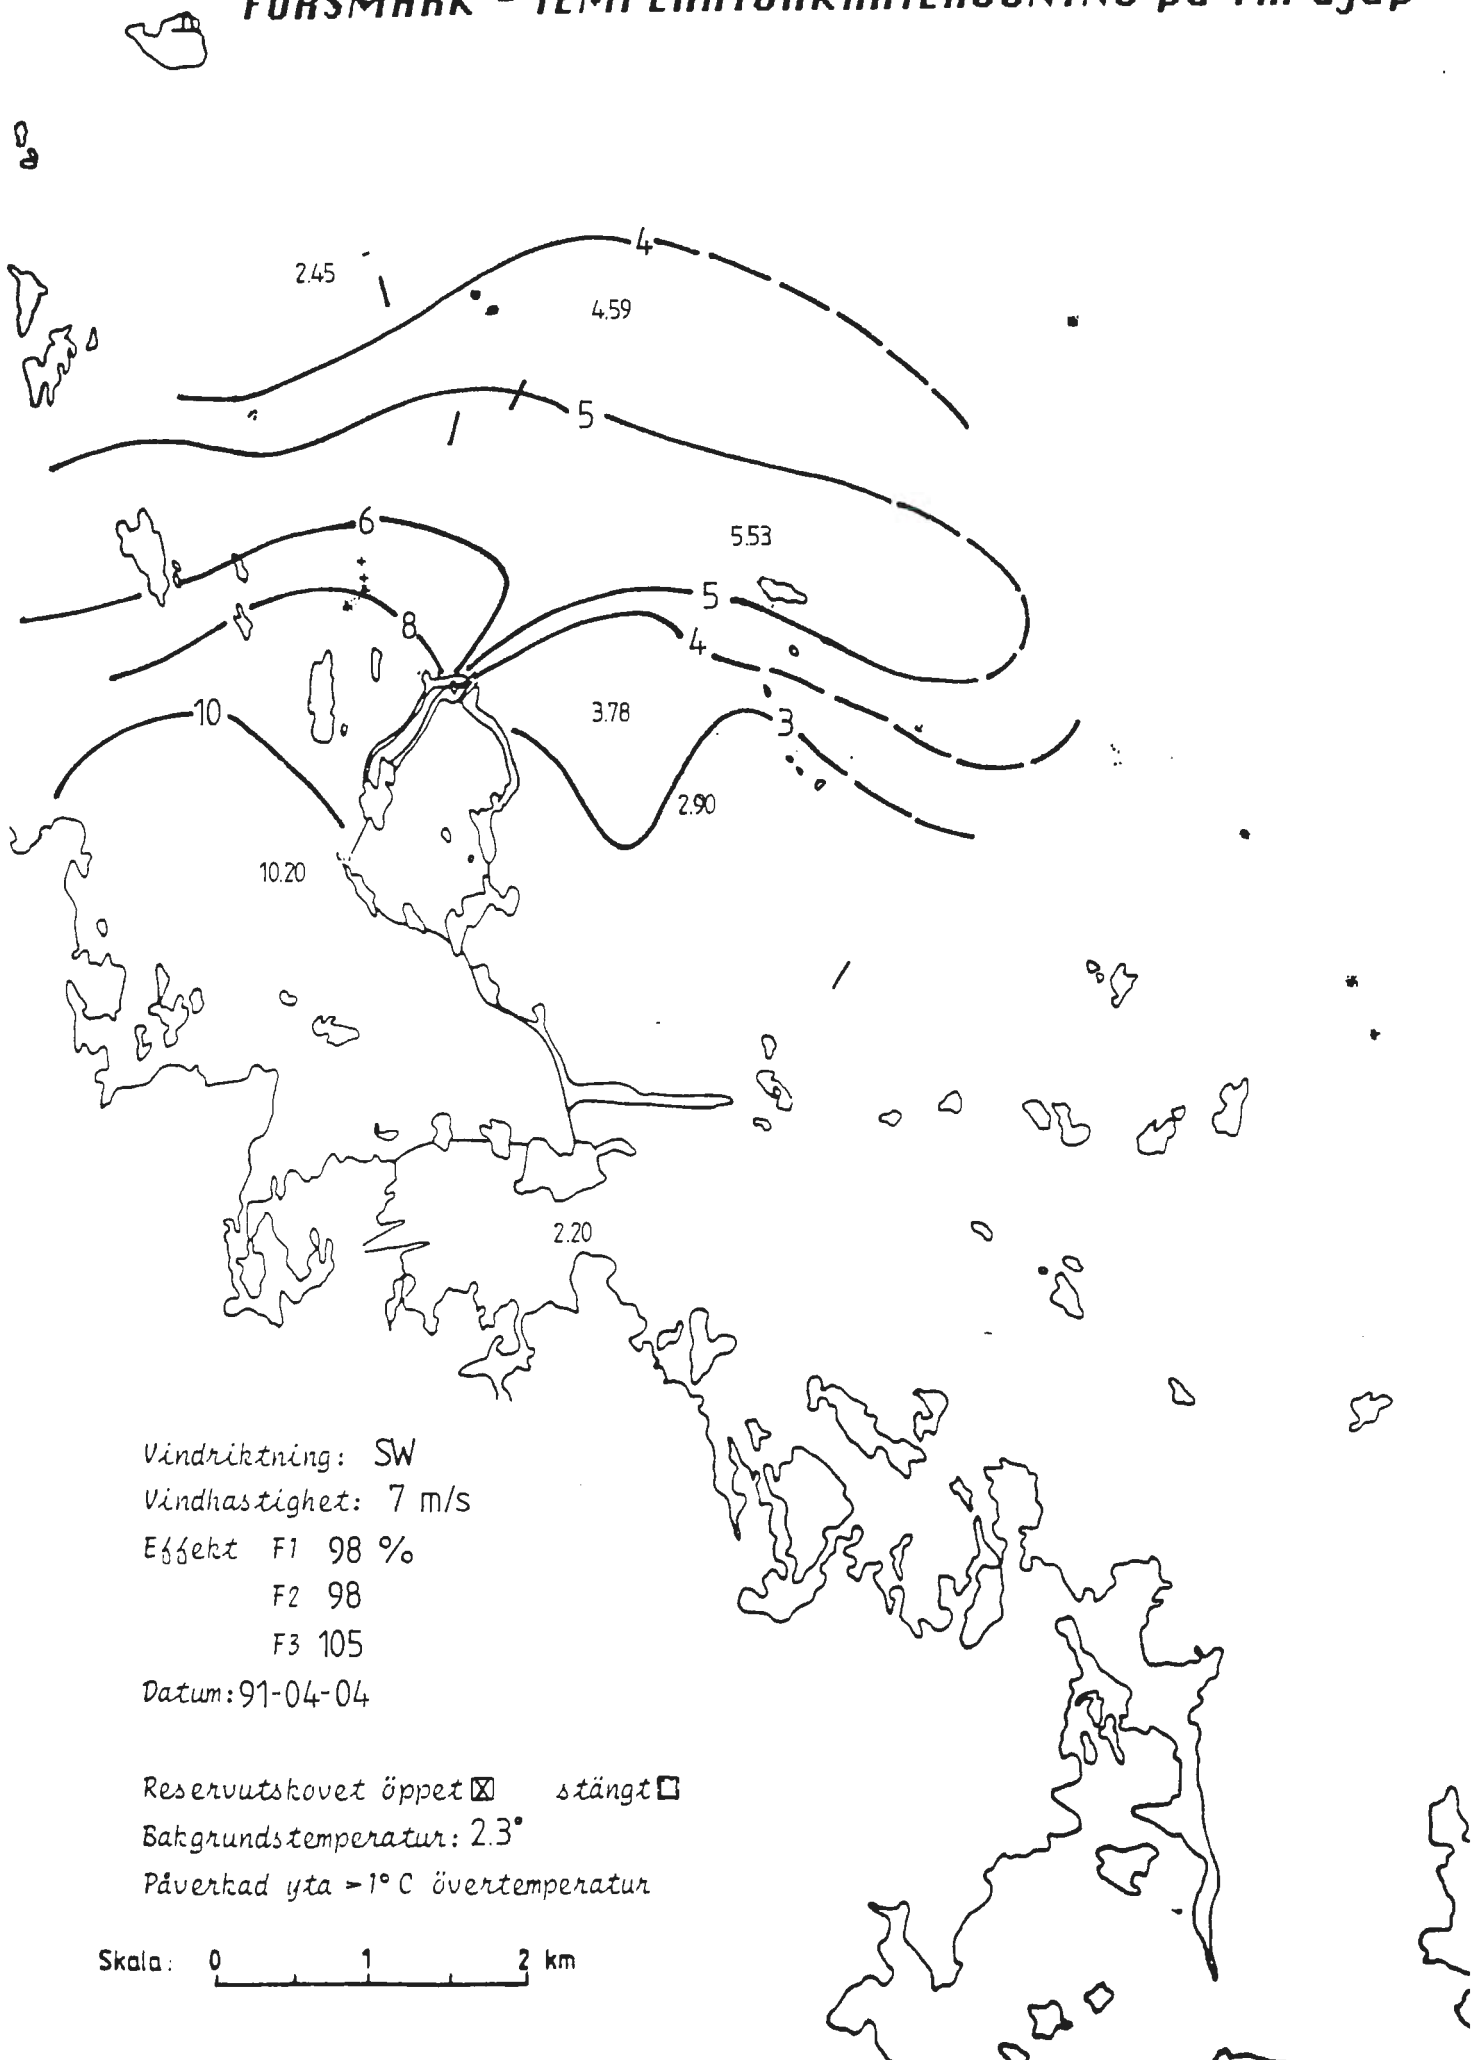 FORSMARK - TEMPERATURKARTERGGNING på 1m djup
4
2.45
4.59
5
6
5.53
5
8
4
10
3.78
3
2.90
10.20
2.20
Vindriktning: SW
Vindhastighet: 7 m/s
Effekt F1 98 %
F2 98
F3 105
Datum: 91-04-04
Reservutskovet öppet ☒ stängt ☐
Bakgrundstemperatur: 2.3°
Påverkad yta >1° C övertemperatur
Skala: 0 1 2 km